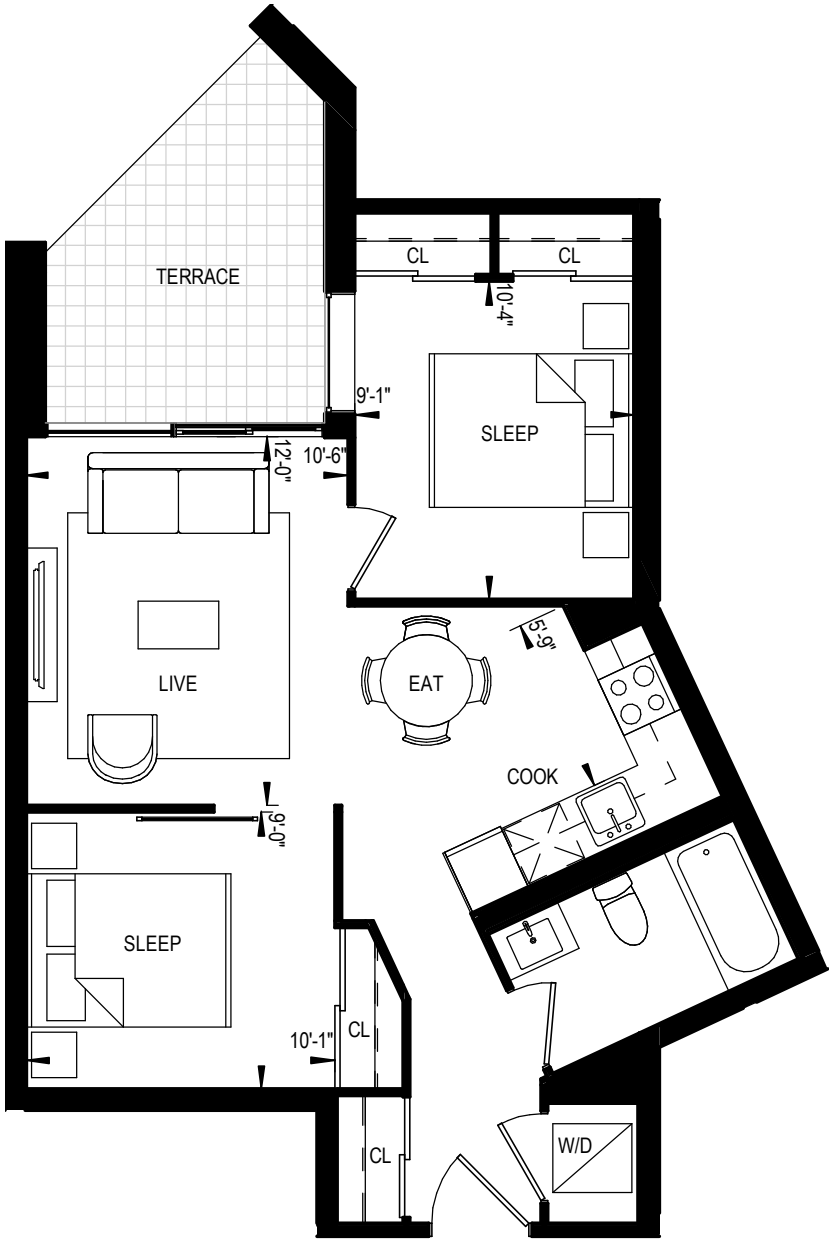 CL
CL
TERRACE
10'-4"
9'-1"
SLEEP
12'-0"
10'-6"
5'-9"
LIVE
EAT
COOK
9'-0"
SLEEP
10'-1"
CL
CL
W/D